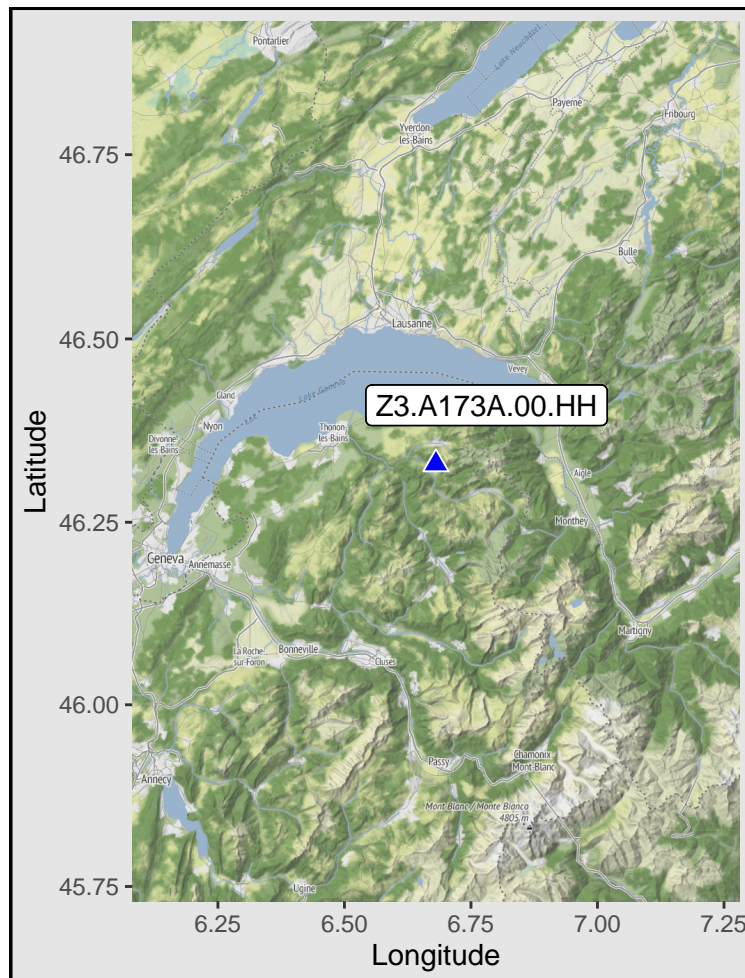 Pontarlier
Lake Neuchâtel
Payerne
Fribourg
Yverdon
les-Bains
46.75
Bulle
46.50
Lausanne
Vevey
Lake Geneva
Gland
Z3.A173A.00.HH
Nyon
Thonon
les-Bains
Divonne
les-Bains
Latitude
Aigle
46.25
Monthey
Geneva
Annemasse
Martigny
La Roche
sur-Foron
Bonneville
Cluses
46.00
Passy
Chamonix
Mont-Blanc
Annecy
Mont Blanc / Monte Bianco
4805 m
45.75
Ugine
6.25
6.50
6.75
7.00
7.25
Longitude